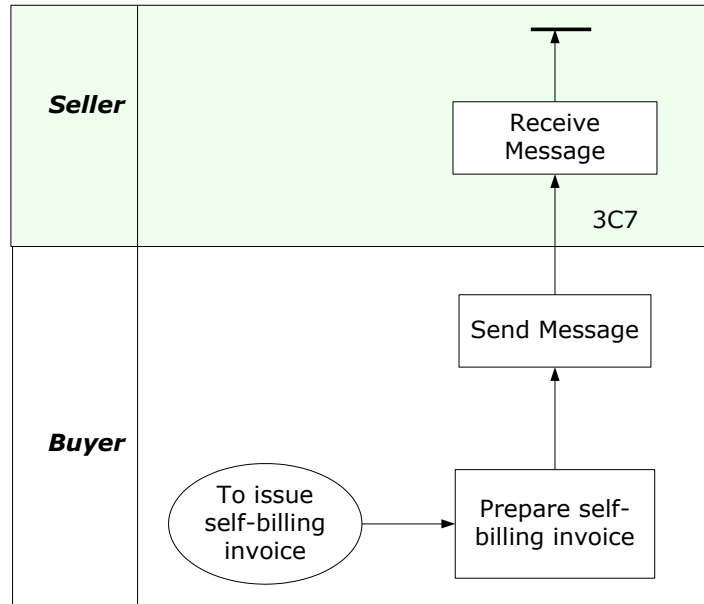 Seller
Receive
Message
3C7
Send Message
Buyer
To issue
self-billing
invoice
Prepare self-
billing invoice